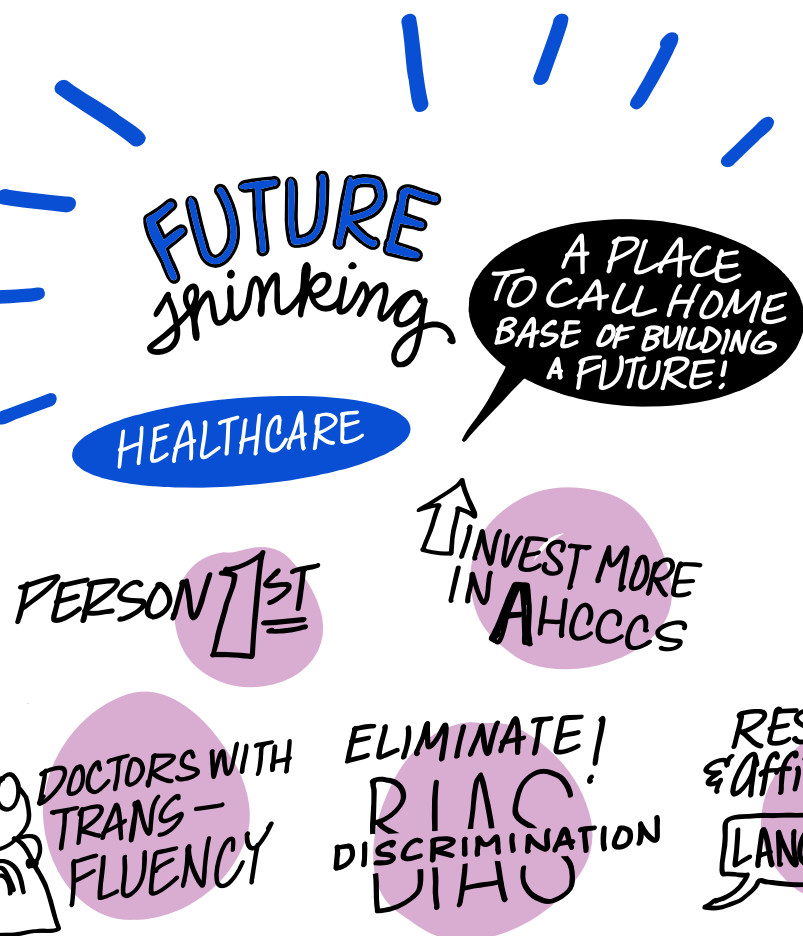 FUTURE
thinking
A PLACE
TO CALL HOME
BASE OF BUILDING
A FUTURE!
HEALTHCARE
PERSON 1ST
INVEST MORE
IN AHCCCS
DOCTORS WITH
TRANS-
FLUENCY
ELIMINATE!
BIAS
DISCRIMINATION
&